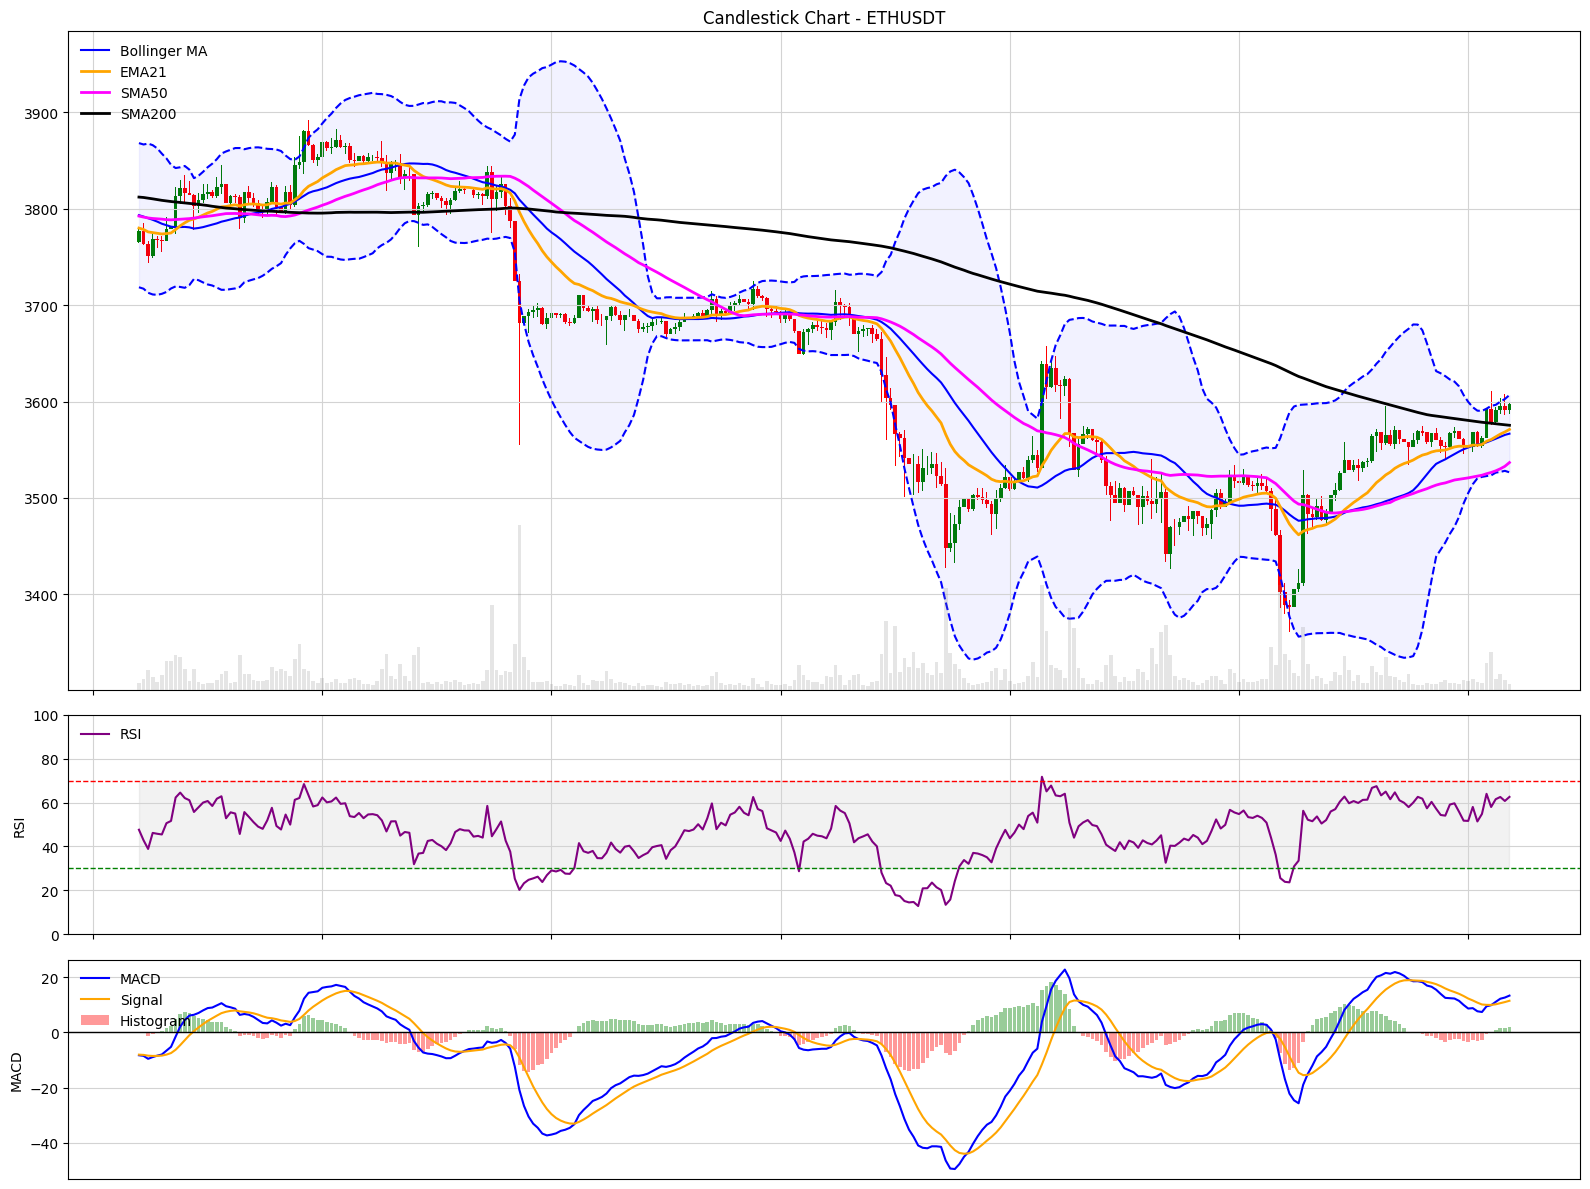 Candlestick Chart - ETHUSDT
Bollinger MA
EMA21
SMA50
SMA200
3900
3800
3700
3600
3500
3400
RSI
100
80
60
40
20
0
RSI
MACD
Signal
Histogram
20
0
−20
−40
MACD